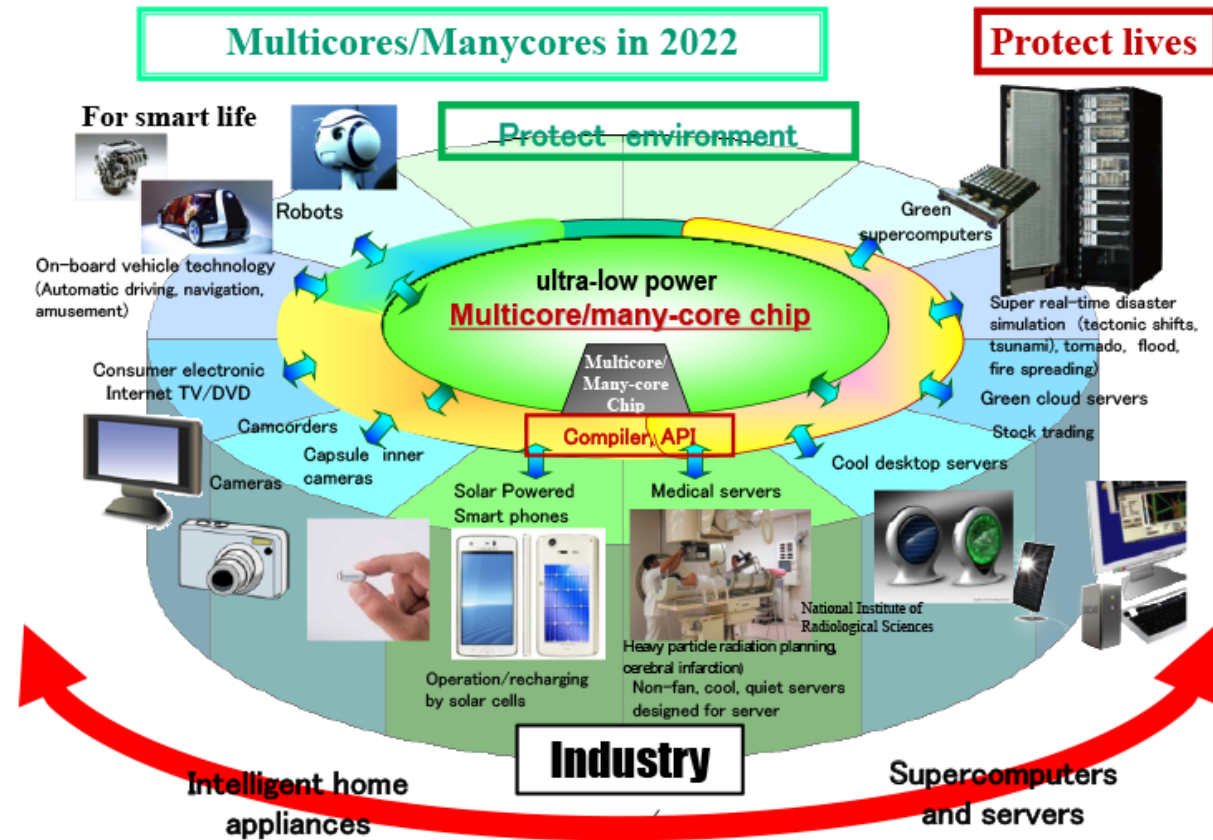 Multicores/Manycores in 2022
Protect lives
For smart life
Protect environment
Robots
Green
supercomputers
On-board vehicle technology
(Automatic driving, navigation,
amusement)
ultra-low power
Multicore/many-core chip
Super real-time disaster
simulation (tectonic shifts,
tsunami), tornado, flood,
fire spreading)
Multicore/
Many-core
Chip
Consumer electronic
Internet TV/DVD
Green cloud servers
Camcorders
Compiler, API
Stock trading
Capsule inner
cameras
Cool desktop servers
Cameras
Solar Powered
Smart phones
Medical servers
National Institute of
Radiological Sciences
Heavy particle radiation planning,
cerebral infarction)
Operation/recharging
by solar cells
Non-fan, cool, quiet servers
designed for server
Industry
Intelligent home
appliances
Supercomputers
and servers